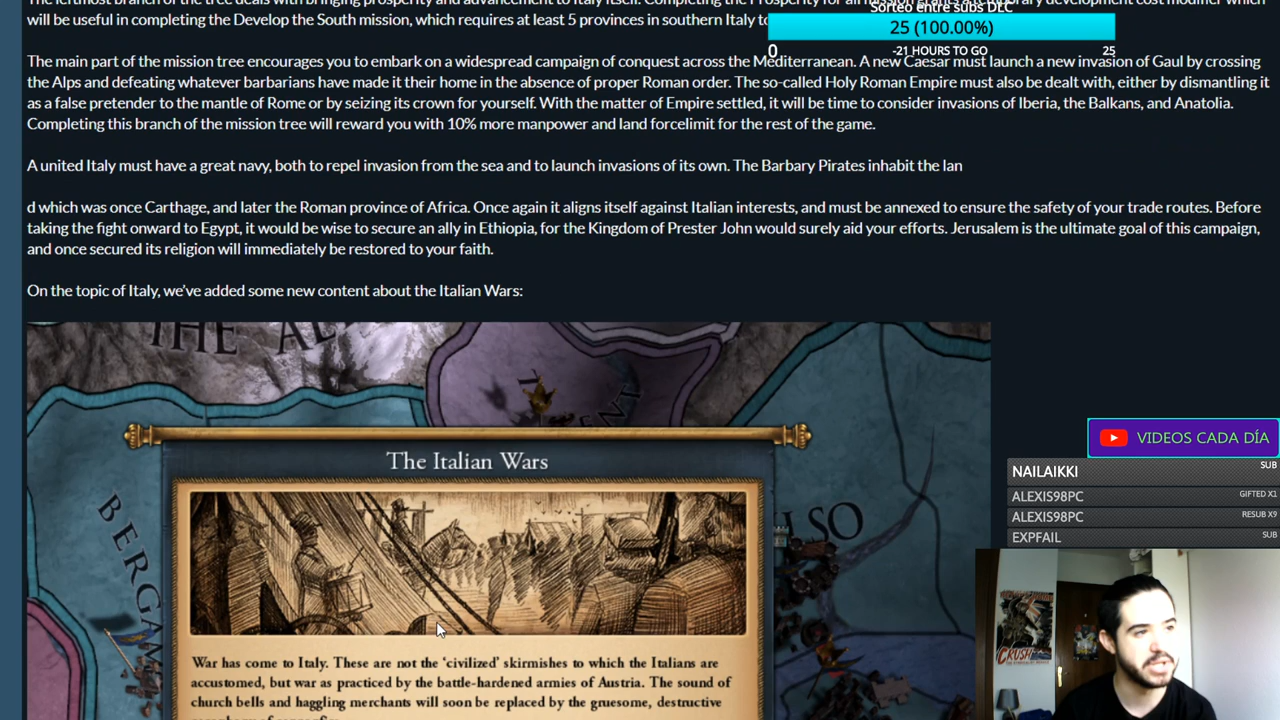 The leftmost branch of the tree deals with bringing prosperity and advancement to Italy itself. Completing the Prosperity for all mission grants a temporary development cost modifier which
will be useful in completing the Develop the South mission, which requires at least 5 provinces in southern Italy to
Sorteo entre subs DLC
25 (100.00%)
0
-21 HOURS TO GO
25
The main part of the mission tree encourages you to embark on a widespread campaign of conquest across the Mediterranean. A new Caesar must launch a new invasion of Gaul by crossing
the Alps and defeating whatever barbarians have made it their home in the absence of proper Roman order. The so-called Holy Roman Empire must also be dealt with, either by dismantling it
as a false pretender to the mantle of Rome or by seizing its crown for yourself. With the matter of Empire settled, it will be time to consider invasions of Iberia, the Balkans, and Anatolia.
Completing this branch of the mission tree will reward you with 10% more manpower and land forcelimit for the rest of the game.
A united Italy must have a great navy, both to repel invasion from the sea and to launch invasions of its own. The Barbary Pirates inhabit the lan
d which was once Carthage, and later the Roman province of Africa. Once again it aligns itself against Italian interests, and must be annexed to ensure the safety of your trade routes. Before
taking the fight onward to Egypt, it would be wise to secure an ally in Ethiopia, for the Kingdom of Prester John would surely aid your efforts. Jerusalem is the ultimate goal of this campaign,
and once secured its religion will immediately be restored to your faith.
On the topic of Italy, we've added some new content about the Italian Wars:
THE AL
ENT
BERGA
SO
The Italian Wars
War has come to Italy. These are not the 'civilized' skirmishes to which the Italians are
accustomed, but war as practiced by the battle-hardened armies of Austria. The sound of
church bells and haggling merchants will soon be replaced by the gruesome, destructive
VIDEOS CADA DÍA
NAILAIKKI SUB
ALEXIS98PC GIFTED X1
ALEXIS98PC RESUB X9
EXPFAIL SUB
CRUSH